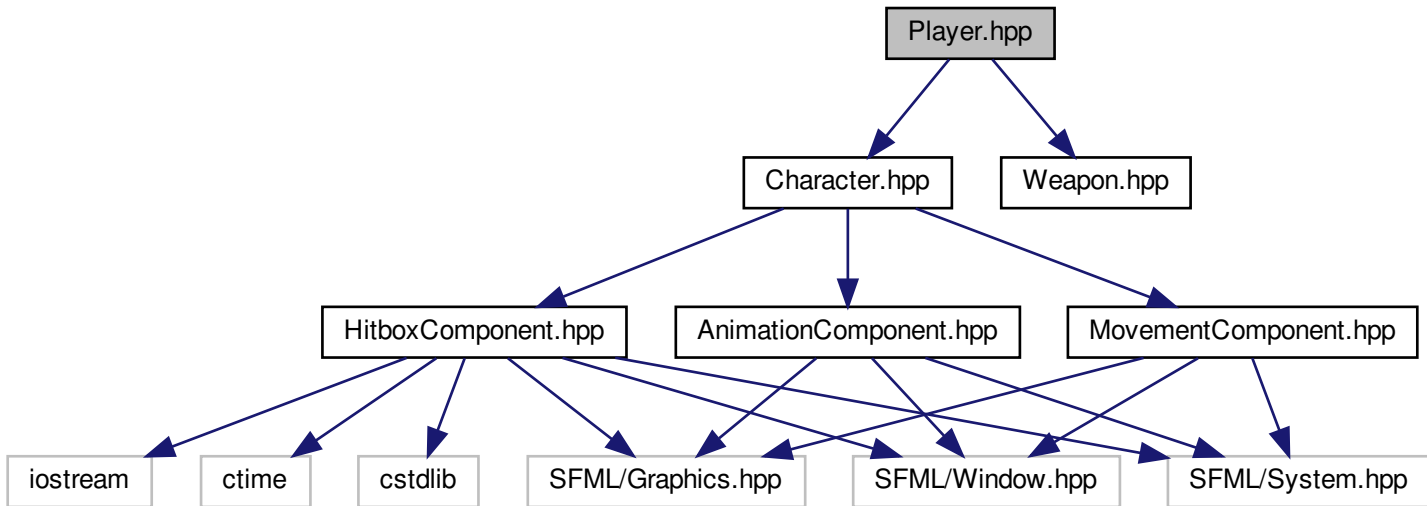 Player.hpp
Character.hpp
Weapon.hpp
HitboxComponent.hpp
AnimationComponent.hpp
MovementComponent.hpp
iostream
ctime
cstdlib
SFML/Graphics.hpp
SFML/Window.hpp
SFML/System.hpp